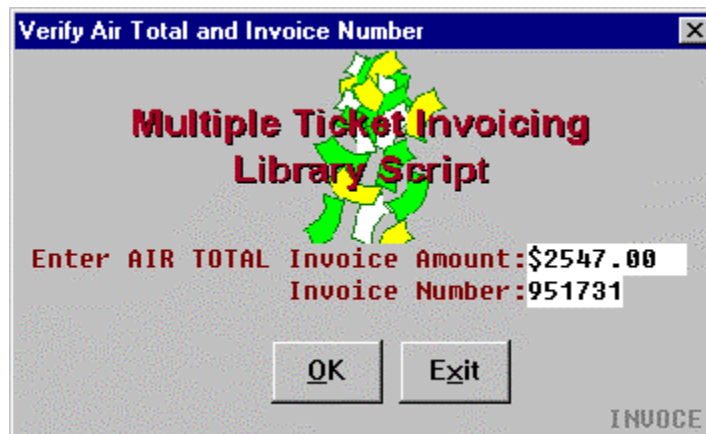 Verify Air Total and Invoice Number
Multiple Ticket Invoicing
Library Script
Enter AIR TOTAL Invoice Amount:$2547.00
Invoice Number:951731
OK Exit
INVOCE